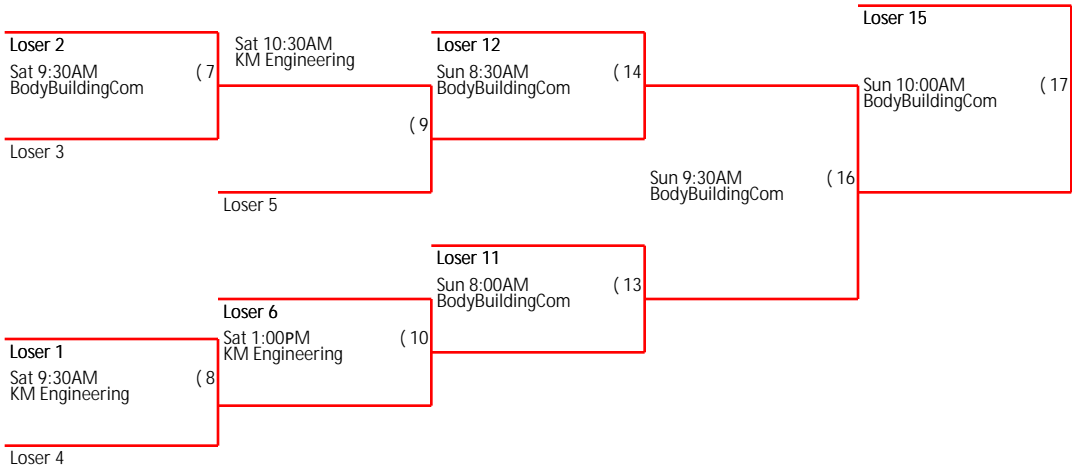 Loser 15
Loser 2
Sat 10:30AM
KM Engineering
Loser 12
Sat 9:30AM
BodyBuildingCom
( 7
Sun 8:30AM
BodyBuildingCom
( 14
Sun 10:00AM
BodyBuildingCom
( 17
( 9
Loser 3
Sun 9:30AM
BodyBuildingCom
( 16
Loser 5
Loser 11
Sun 8:00AM
BodyBuildingCom
( 13
Loser 6
Sat 1:00PM
KM Engineering
( 10
Loser 1
Sat 9:30AM
KM Engineering
( 8
Loser 4